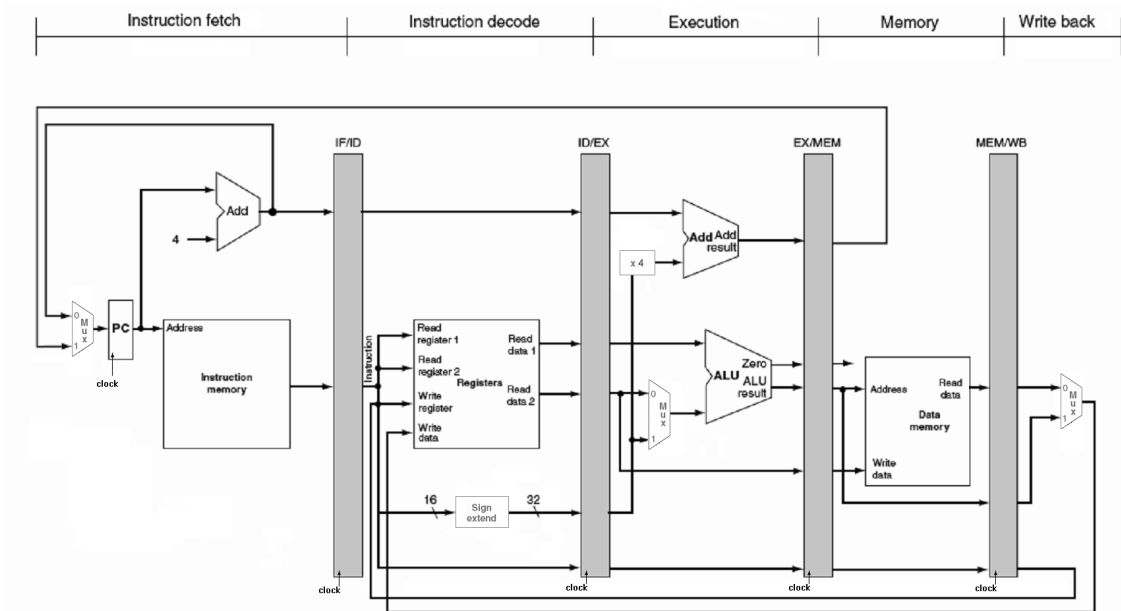 Instruction fetch
Instruction decode
Execution
Memory
Write back
IF/ID
ID/EX
EX/MEM
MEM/WB
Add
4
Add Add
result
x 4
0
M
u
x
1
PC
clock
Address
Instruction
memory
Instruction
Read
register 1
Read
register 2
Write
register
Write
data
Registers
Read
data 1
Read
data 2
0
M
u
x
1
ALU
Zero
ALU
result
Address
Read
data
Data
memory
Write
data
0
M
u
x
1
16
Sign
extend
32
clock
clock
clock
clock